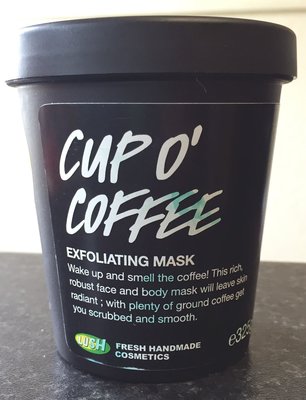 CUP O'
COFFEE
EXFOLIATING MASK
Wake up and smell the coffee! This rich,
robust face and body mask will leave skin
radiant ; with plenty of ground coffee get
you scrubbed and smooth.
LUSH
FRESH HANDMADE
COSMETICS